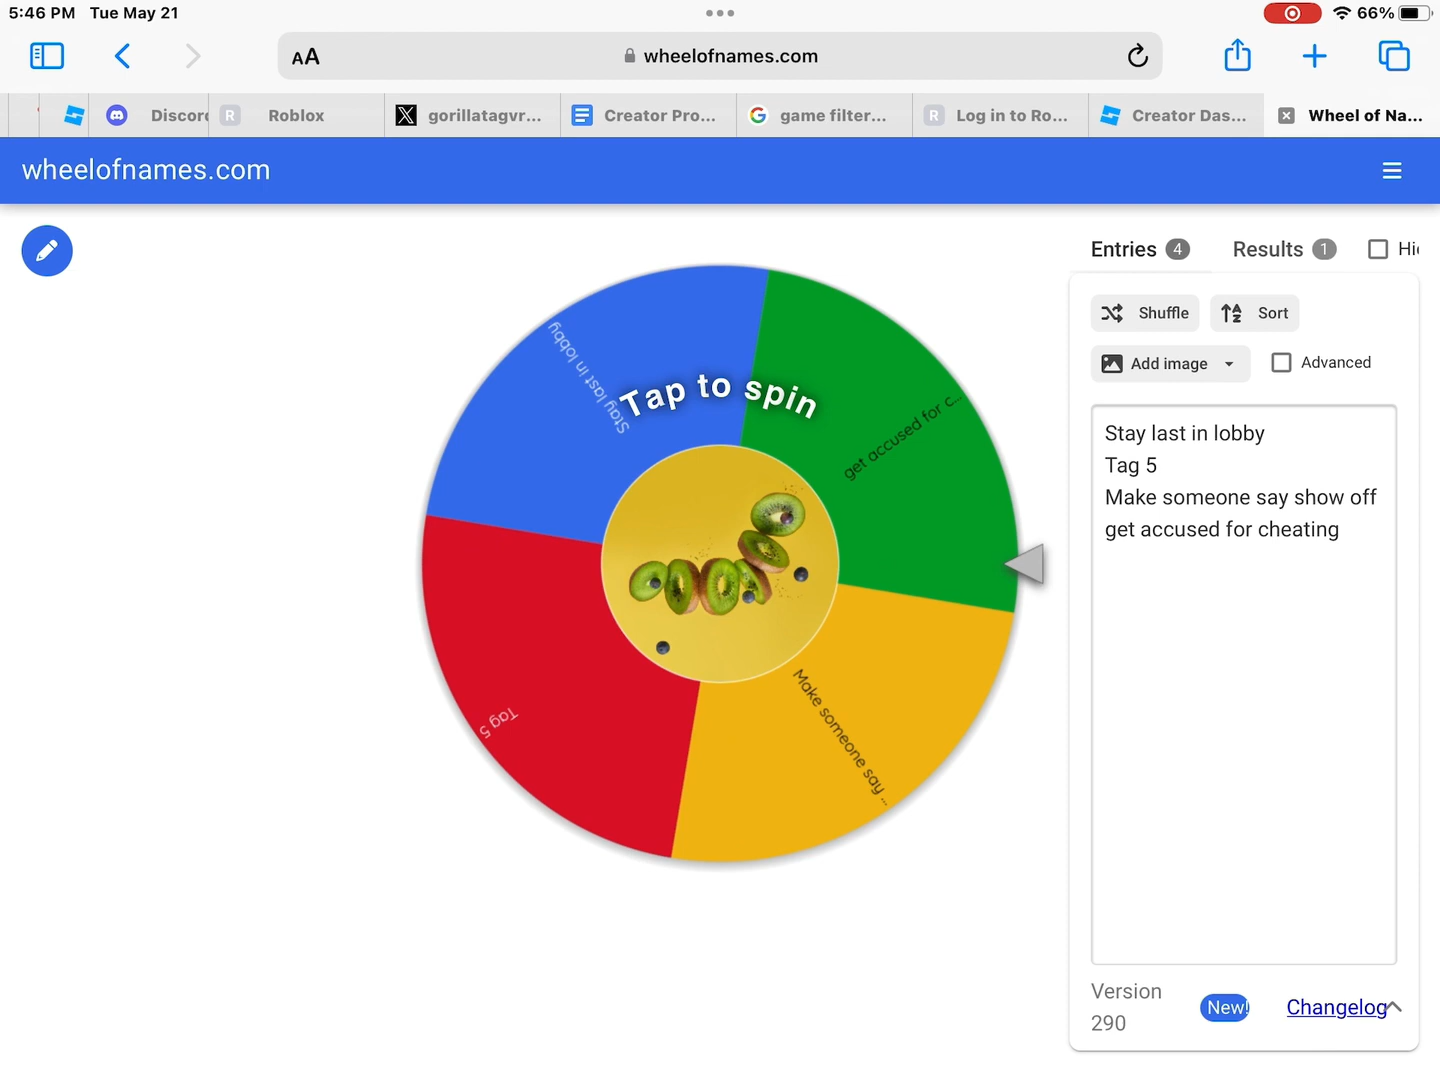 5:46 PM Tue May 21
66%
AA wheelofnames.com
Discor
R Roblox
X gorillatagvr...
Creator Pro...
G game filter...
R Log in to Ro...
Creator Das...
Wheel of Na...
wheelofnames.com
Entries 4
Results 1
Hi
Shuffle
Sort
Add image
Advanced
Stay last in lobby
Tag 5
Make someone say show off
get accused for cheating
Stay last in lobby
Tap to spin
get accused for c...
Tag 5
Make someone say ...
Version 290
New!
Changelog